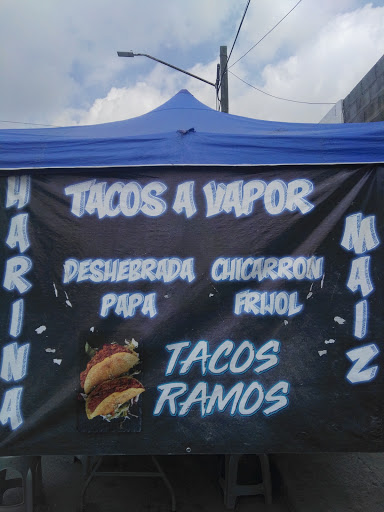 HARINA
TACOS A VAPOR
MAIZ
DESHEBRADA CHICARRON
PAPA FRIJOL
TACOS
RAMOS